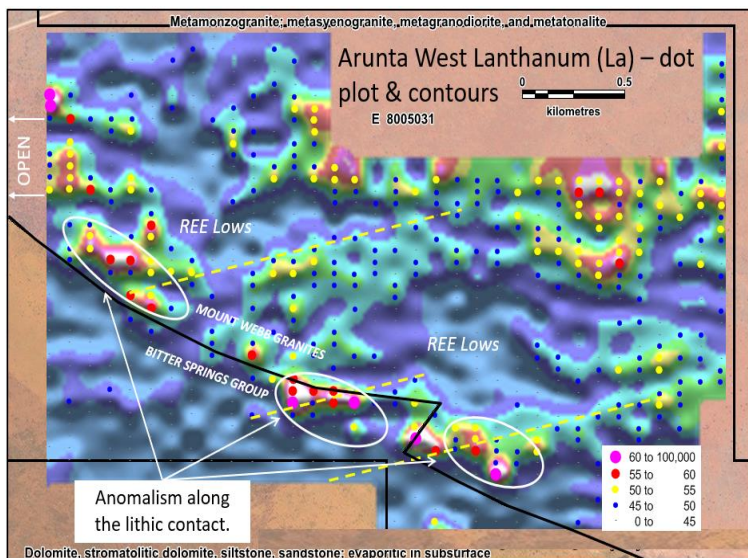 Metamonzogranite; metasyenogranite, metagranodiorite, and metatonalite
Arunta West Lanthanum (La) – dot
plot & contours
0 0.5
kilometres
E 8005031
OPEN
REE Lows
MOUNT WEBB GRANITES
BITTER SPRINGS GROUP
REE Lows
Anomalism along
the lithic contact.
60 to 100,000
55 to 60
50 to 55
45 to 50
0 to 45
Dolomite, stromatolitic dolomite, siltstone, sandstone; evaporitic in subsurface